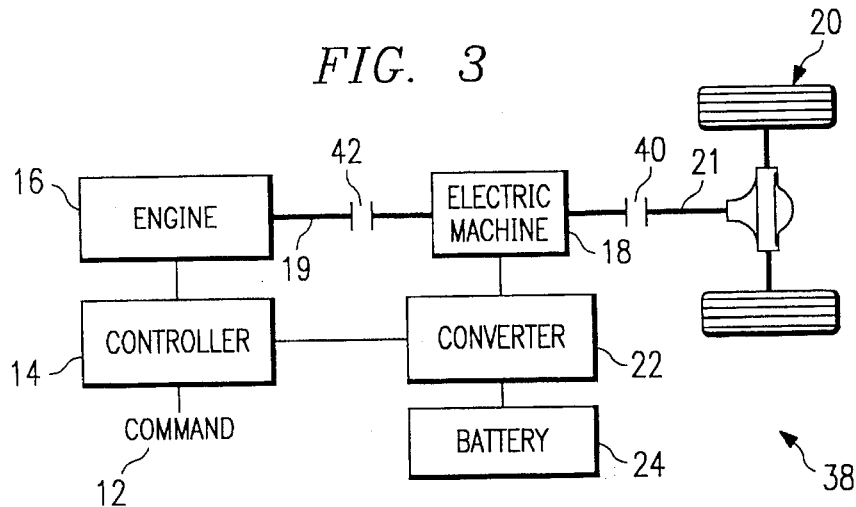 FIG. 3
20
42
40
21
16
ENGINE
ELECTRIC
MACHINE
19
18
CONTROLLER
CONVERTER
14
22
COMMAND
BATTERY
12
24
38